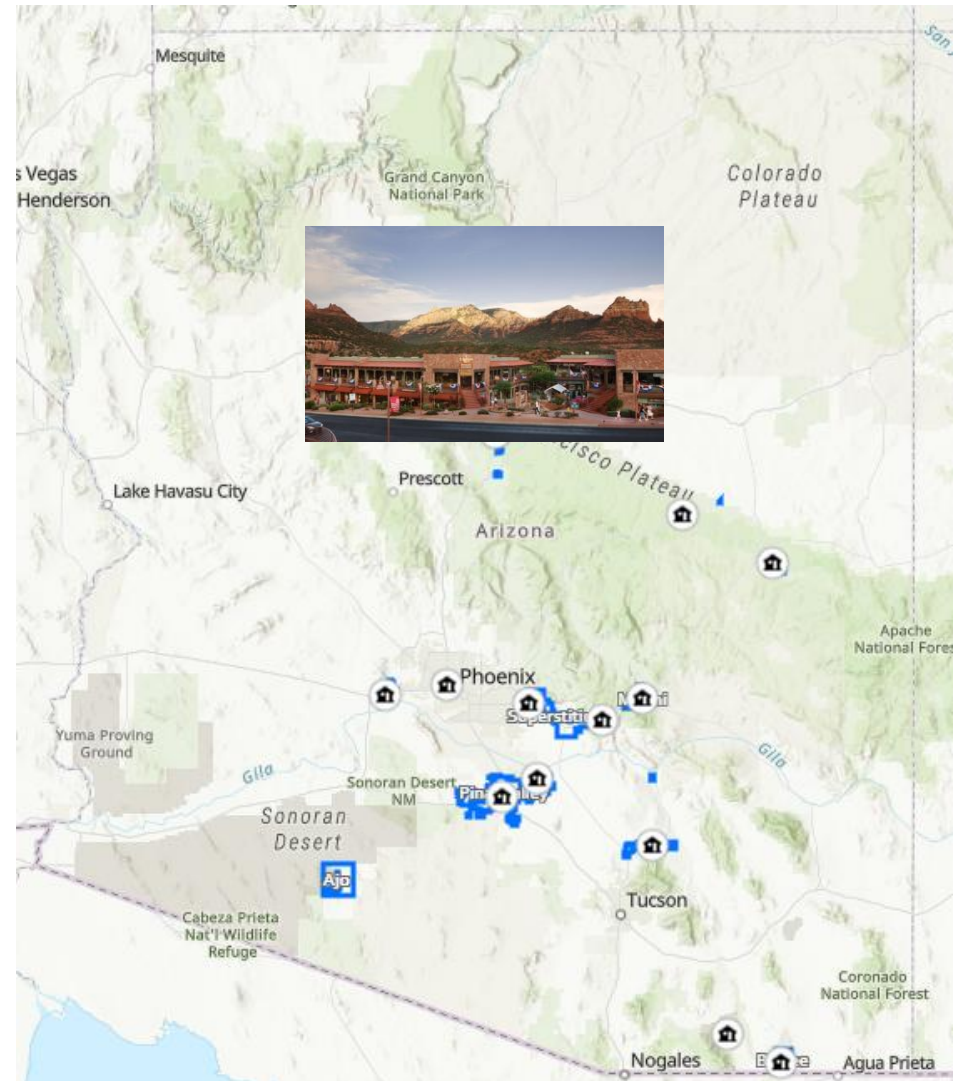 San
Mesquite
s Vegas
Henderson
Grand Canyon
National Park
Colorado
Plateau
cisco Plateau
Prescott
Lake Havasu City
Arizona
Apache
National Fores
Phoenix
Superstiti
Yuma Proving
Ground
Gila
Gila
Sonoran Desert
NM
Sonoran
Desert
Ajo
Tucson
Cabeza Prieta
Nat'l Wildlife
Refuge
Coronado
National Forest
Nogales
Agua Prieta